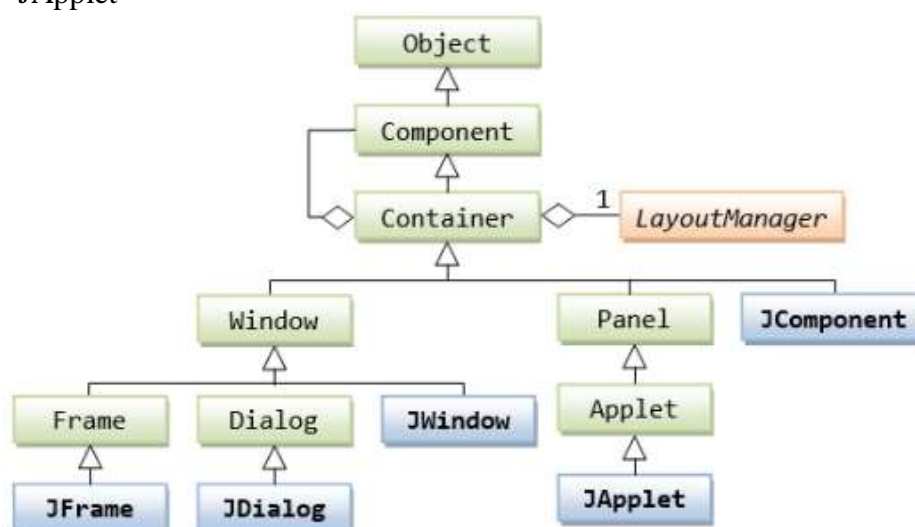 JApplet
Object
Component
Container
1
LayoutManager
Window
Panel
JComponent
Frame
Dialog
JWindow
Applet
JFrame
JDialog
JApplet